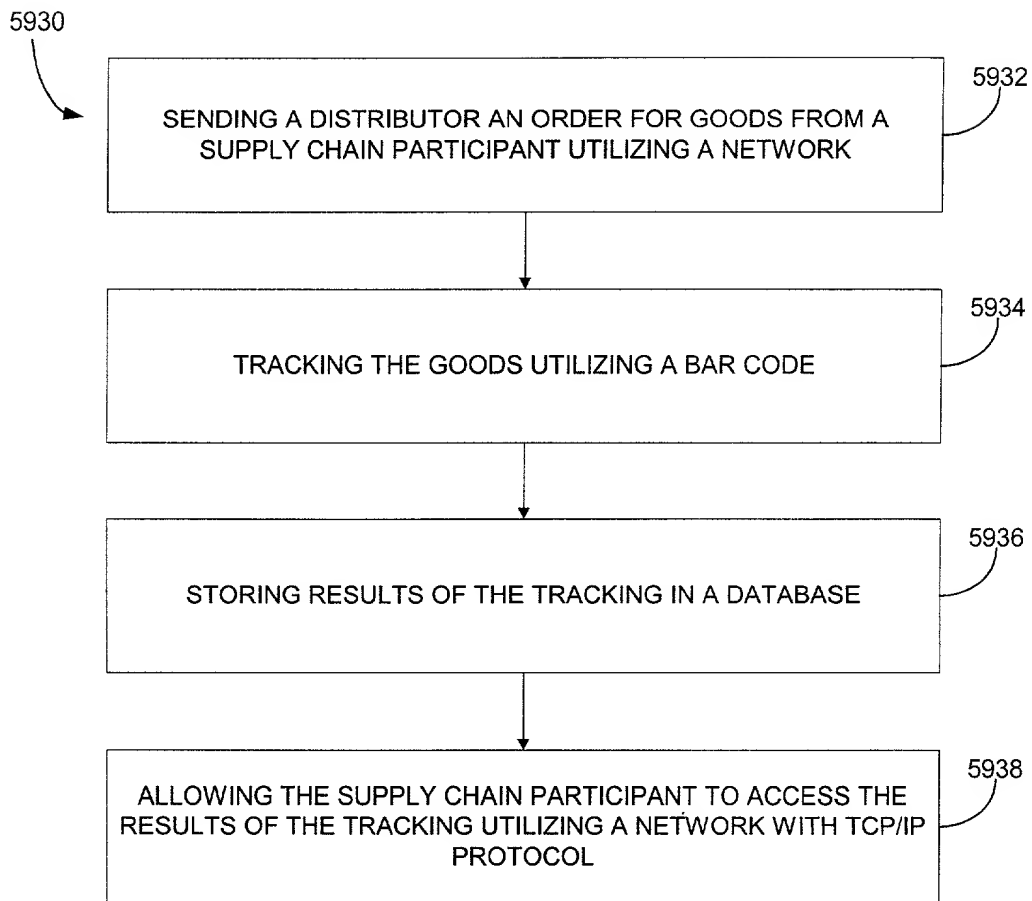 5930
5932
SENDING A DISTRIBUTOR AN ORDER FOR GOODS FROM A
SUPPLY CHAIN PARTICIPANT UTILIZING A NETWORK
5934
TRACKING THE GOODS UTILIZING A BAR CODE
5936
STORING RESULTS OF THE TRACKING IN A DATABASE
5938
ALLOWING THE SUPPLY CHAIN PARTICIPANT TO ACCESS THE
RESULTS OF THE TRACKING UTILIZING A NETWORK WITH TCP/IP
PROTOCOL